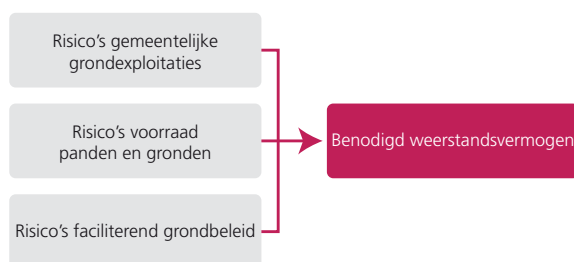 Risico’s gemeentelijke
grondexploitaties
Risico’s voorraad
panden en gronden
Benodigd weerstandsvermogen
Risico’s faciliterend grondbeleid